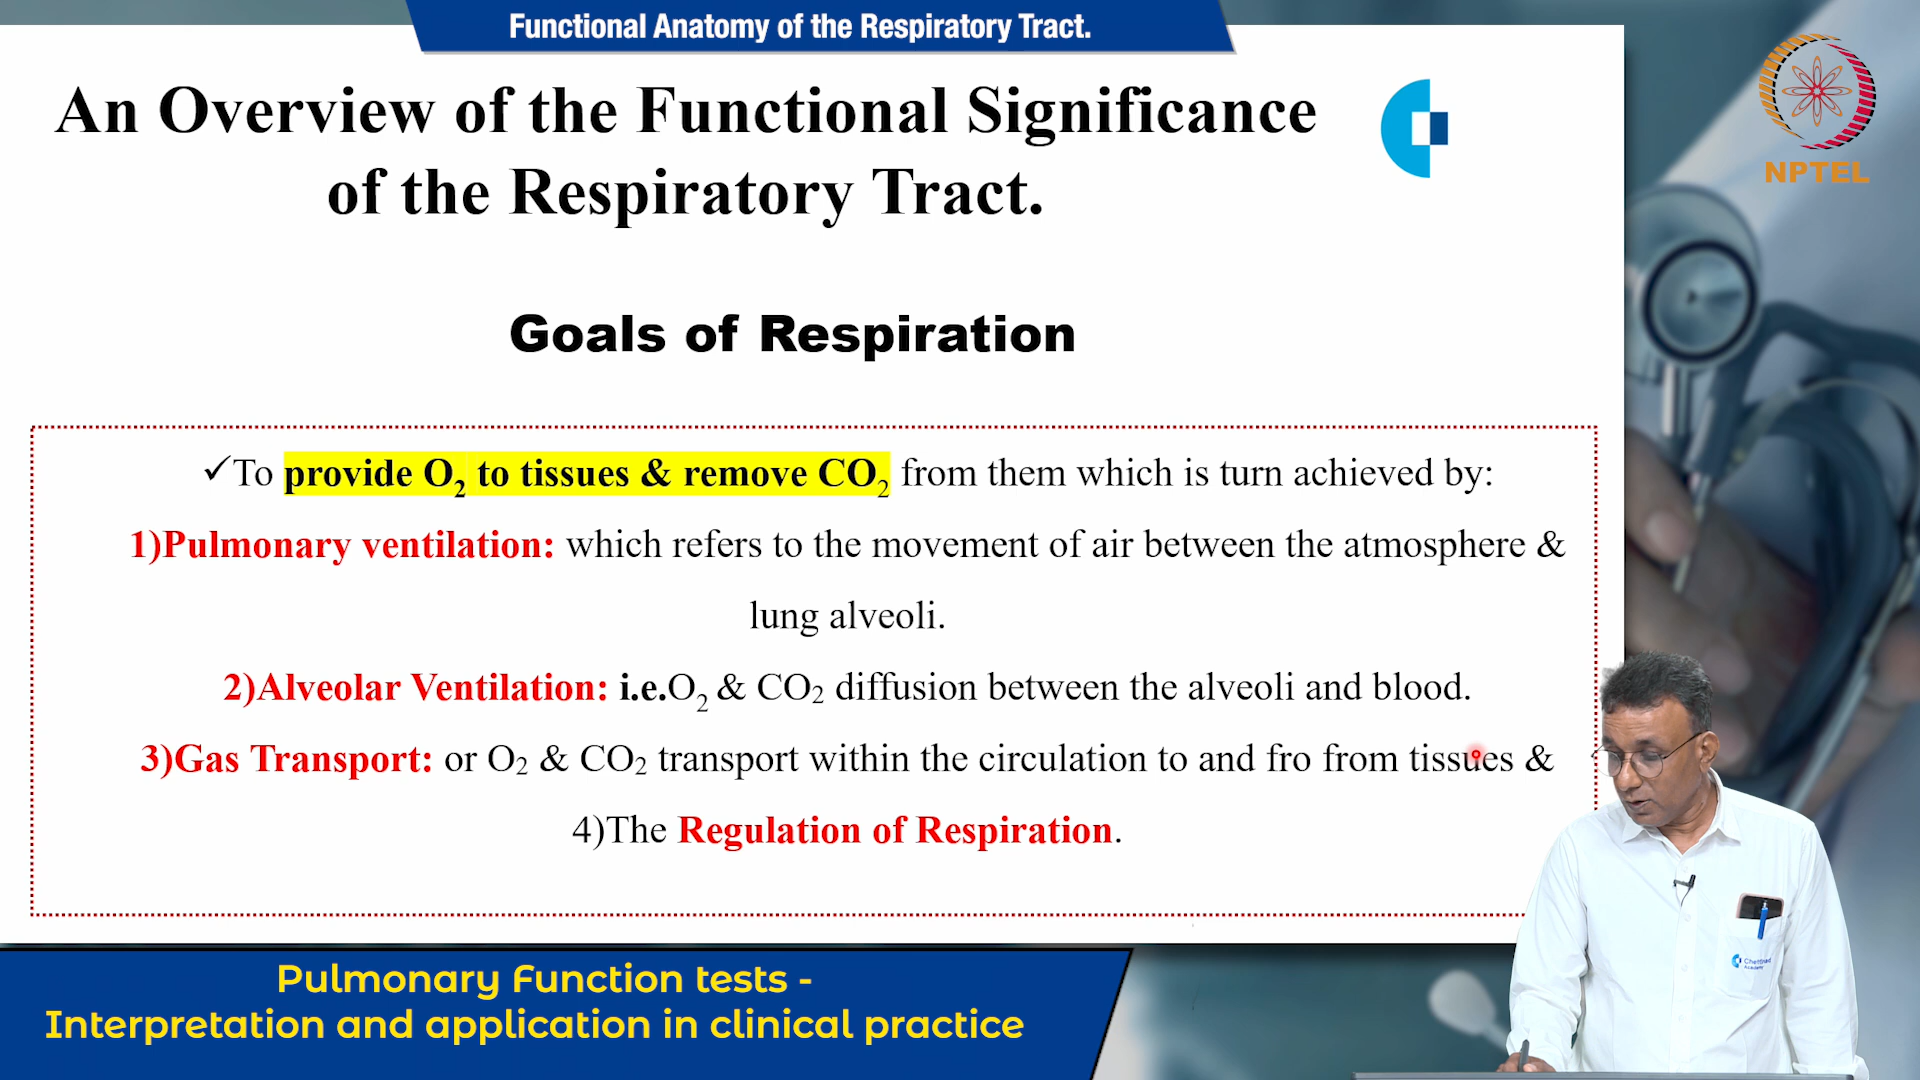 Functional Anatomy of the Respiratory Tract.
An Overview of the Functional Significance
of the Respiratory Tract.
NPTEL
Goals of Respiration
✓To provide O₂ to tissues & remove CO₂ from them which is turn achieved by:
1)Pulmonary ventilation: which refers to the movement of air between the atmosphere &
lung alveoli.
2)Alveolar Ventilation: i.e.O₂ & CO₂ diffusion between the alveoli and blood.
3)Gas Transport: or O₂ & CO₂ transport within the circulation to and fro from tissues &
4)The Regulation of Respiration.
Academy
Pulmonary Function tests -
Interpretation and application in clinical practice